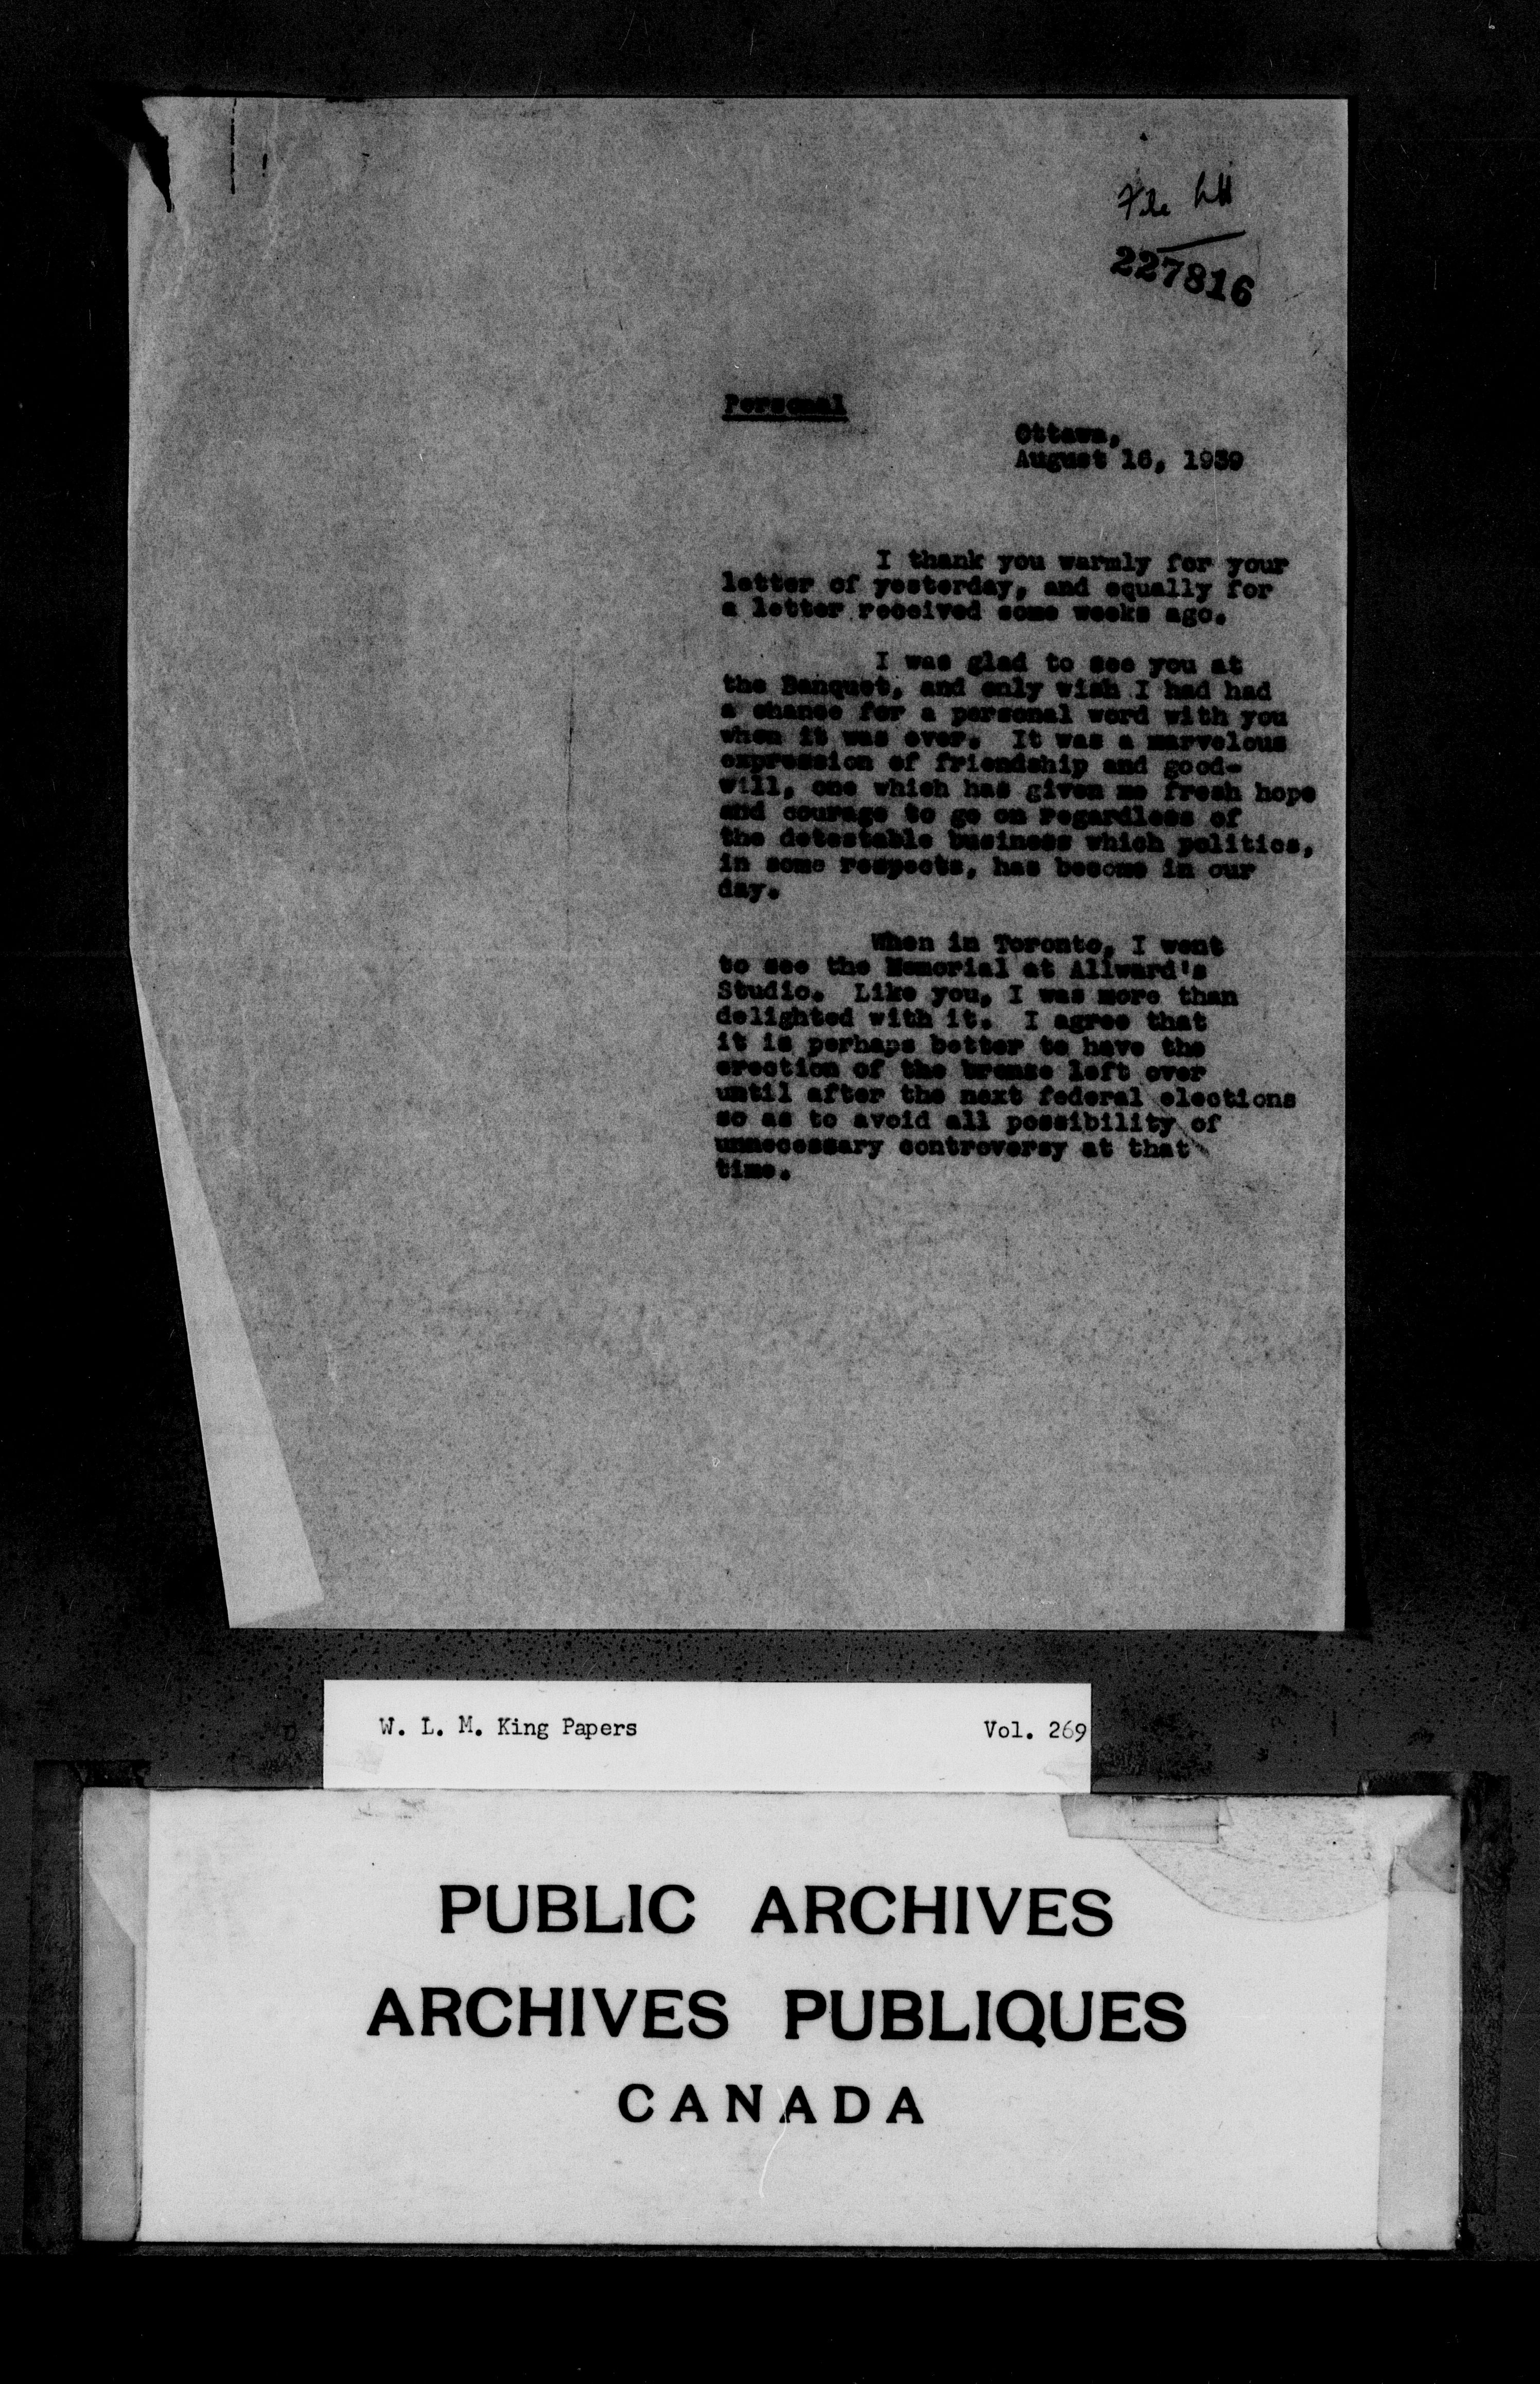 File
227816
Personal
Ottawa,
August 16, 1939
I thank you warmly for your
letter of yesterday, and equally for
a letter received some weeks ago.
I was glad to see you at
the Banquet, and only wish I had had
a chance for a personal word with you
when it was over. It was a marvelous
expression of friendship and good-
will, one which has given me fresh hope
and courage to go on regardless of
the detestable business which politics,
in some respects, has become in our
day.
When in Toronto, I went
to see the Memorial at Allward's
Studio. Like you, I was more than
delighted with it. I agree that
it is perhaps better to have the
erection of the bronze left over
until after the next federal elections
so as to avoid all possibility of
unnecessary controversy at that
time.
W. L. M. King Papers Vol. 269
PUBLIC ARCHIVES
ARCHIVES PUBLIQUES
CANADA